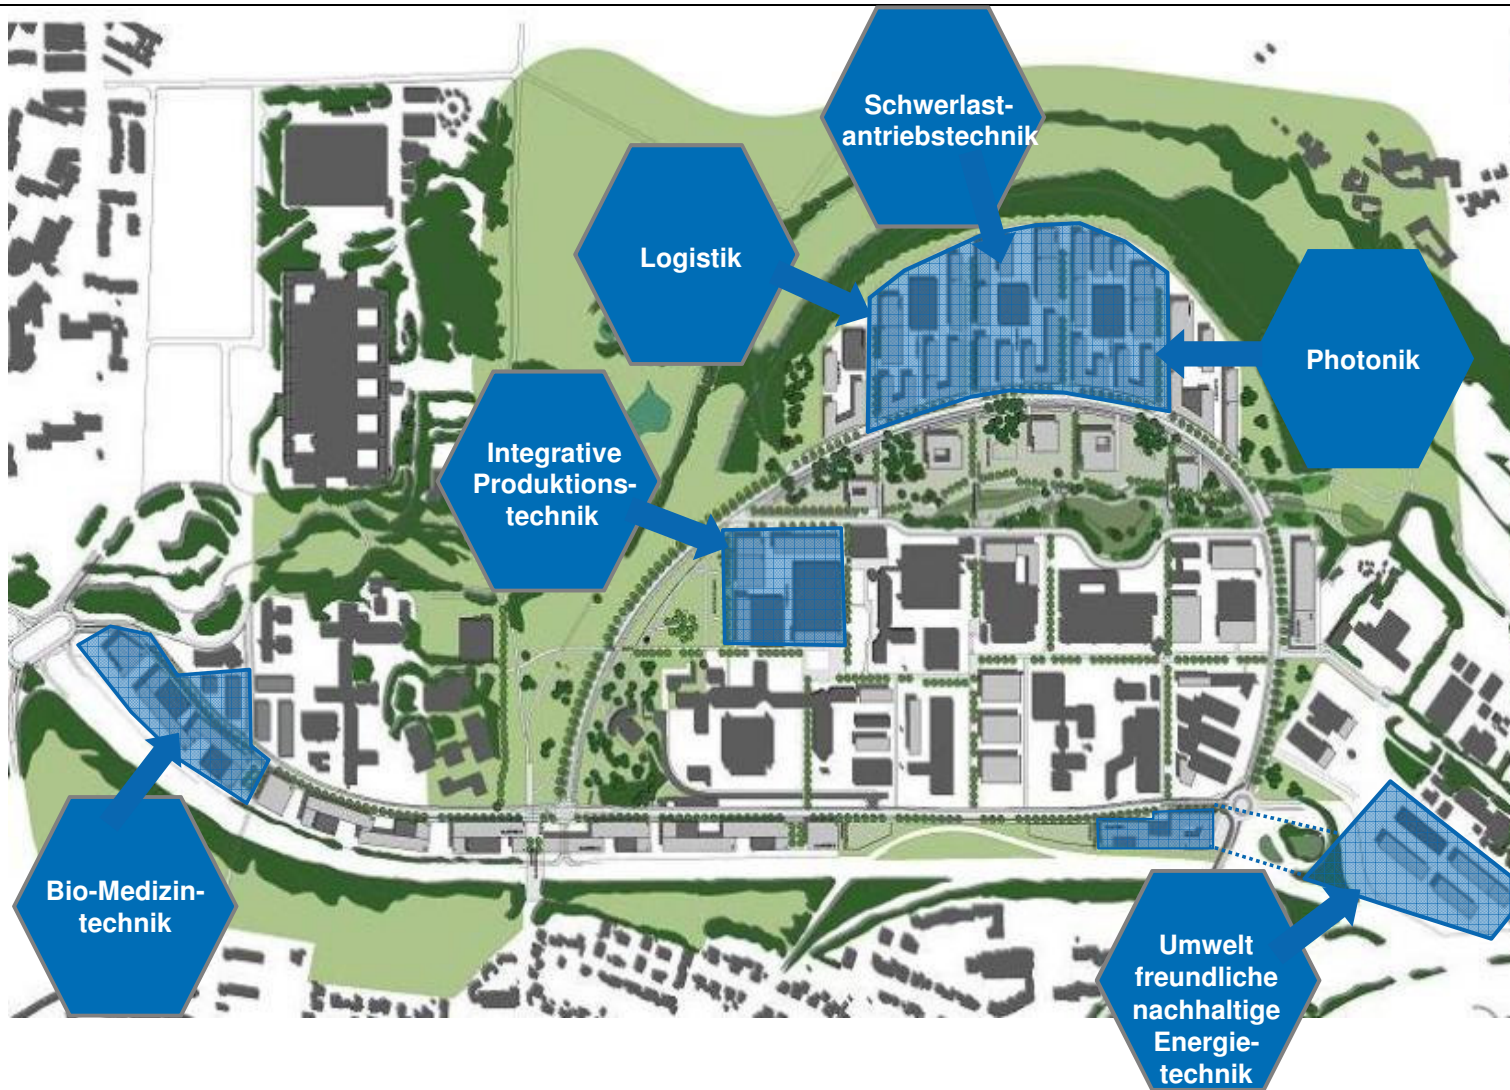 Schwerlast-
antriebstechnik
Logistik
Photonik
Integrative
Produktions-
technik
Bio-Medizin-
technik
Umwelt
freundliche
nachhaltige
Energie-
technik